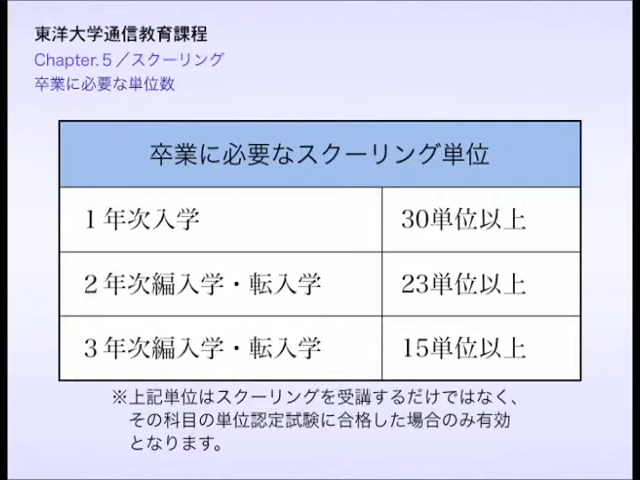 東洋大学通信教育課程
Chapter.5／スクーリング
卒業に必要な単位数
卒業に必要なスクーリング単位
1年次入学 30単位以上
2年次編入学・転入学 23単位以上
3年次編入学・転入学 15単位以上
※上記単位はスクーリングを受講するだけではなく、
その科目の単位認定試験に合格した場合のみ有効
となります。